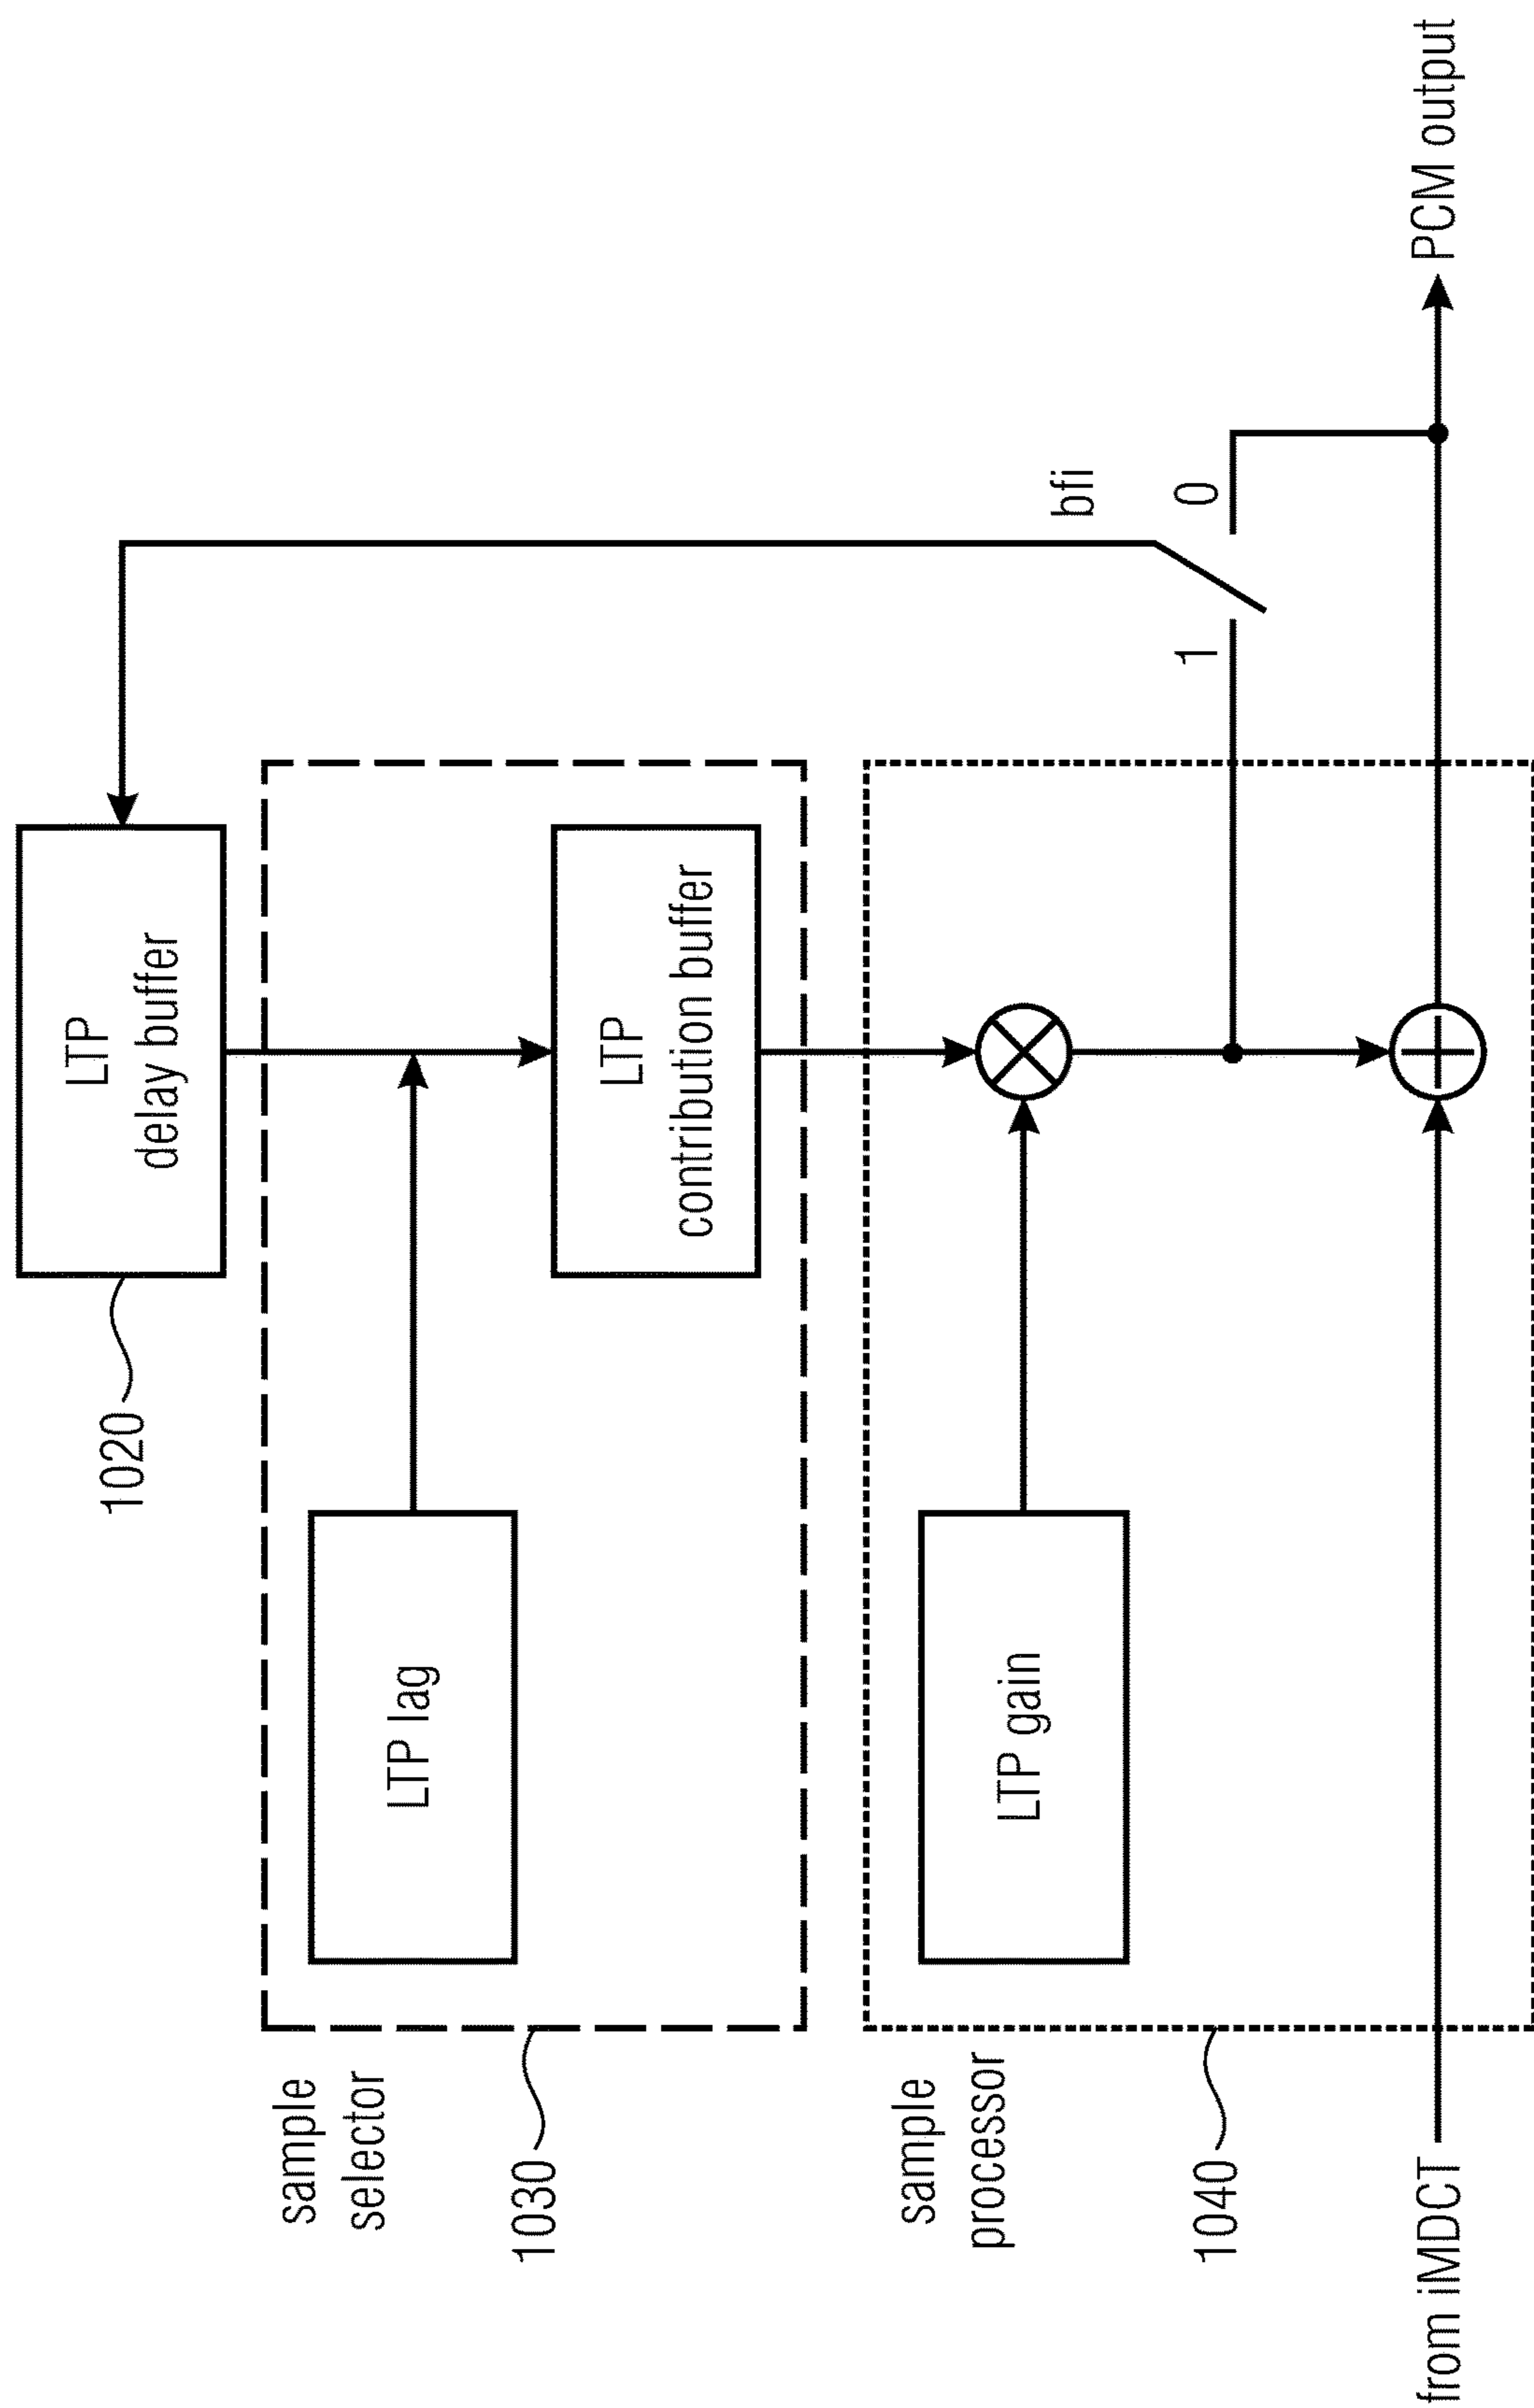 1020
LTP
delay buffer
sample
selector
1030
LTP lag
LTP
contribution buffer
sample
processor
1040
LTP gain
bfi
1
0
from iMDCT
PCM output